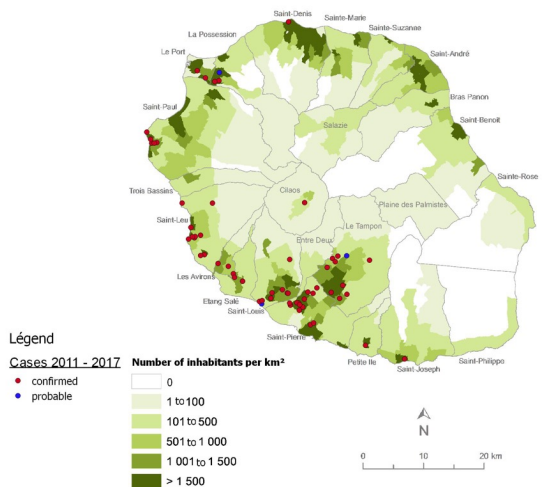 Saint-Denis
Sainte-Marie
Sainte-Suzanne
La Possession
Le Port
Saint-André
Bras Panon
Saint-Paul
Salazie
Saint-Benoit
Sainte-Rose
Cilaos
Trois Bassins
Plaine des Palmistes
Saint-Leu
Le Tampon
Entre Deux
Les Avirons
Etang Salé
Saint-Louis
Saint-Pierre
Petite Ile
Saint-Joseph
Saint-Philippe
Légend
Cases 2011 - 2017
confirmed
probable
Number of inhabitants per km²
0
1 to 100
101 to 500
501 to 1 000
1 001 to 1 500
> 1 500
N
0 10 20 km